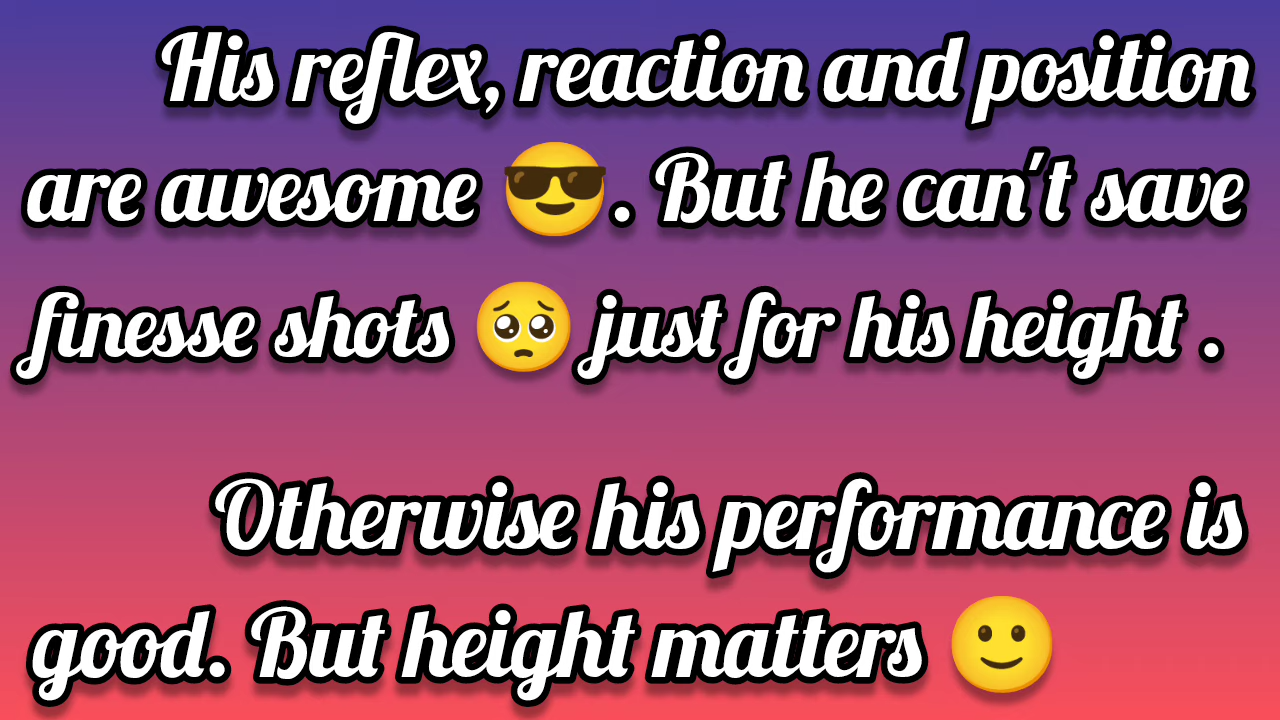 His reflex, reaction and position
are awesome 😎. But he can't save
finesse shots 🥺 just for his height .
Otherwise his performance is
good. But height matters 🙂